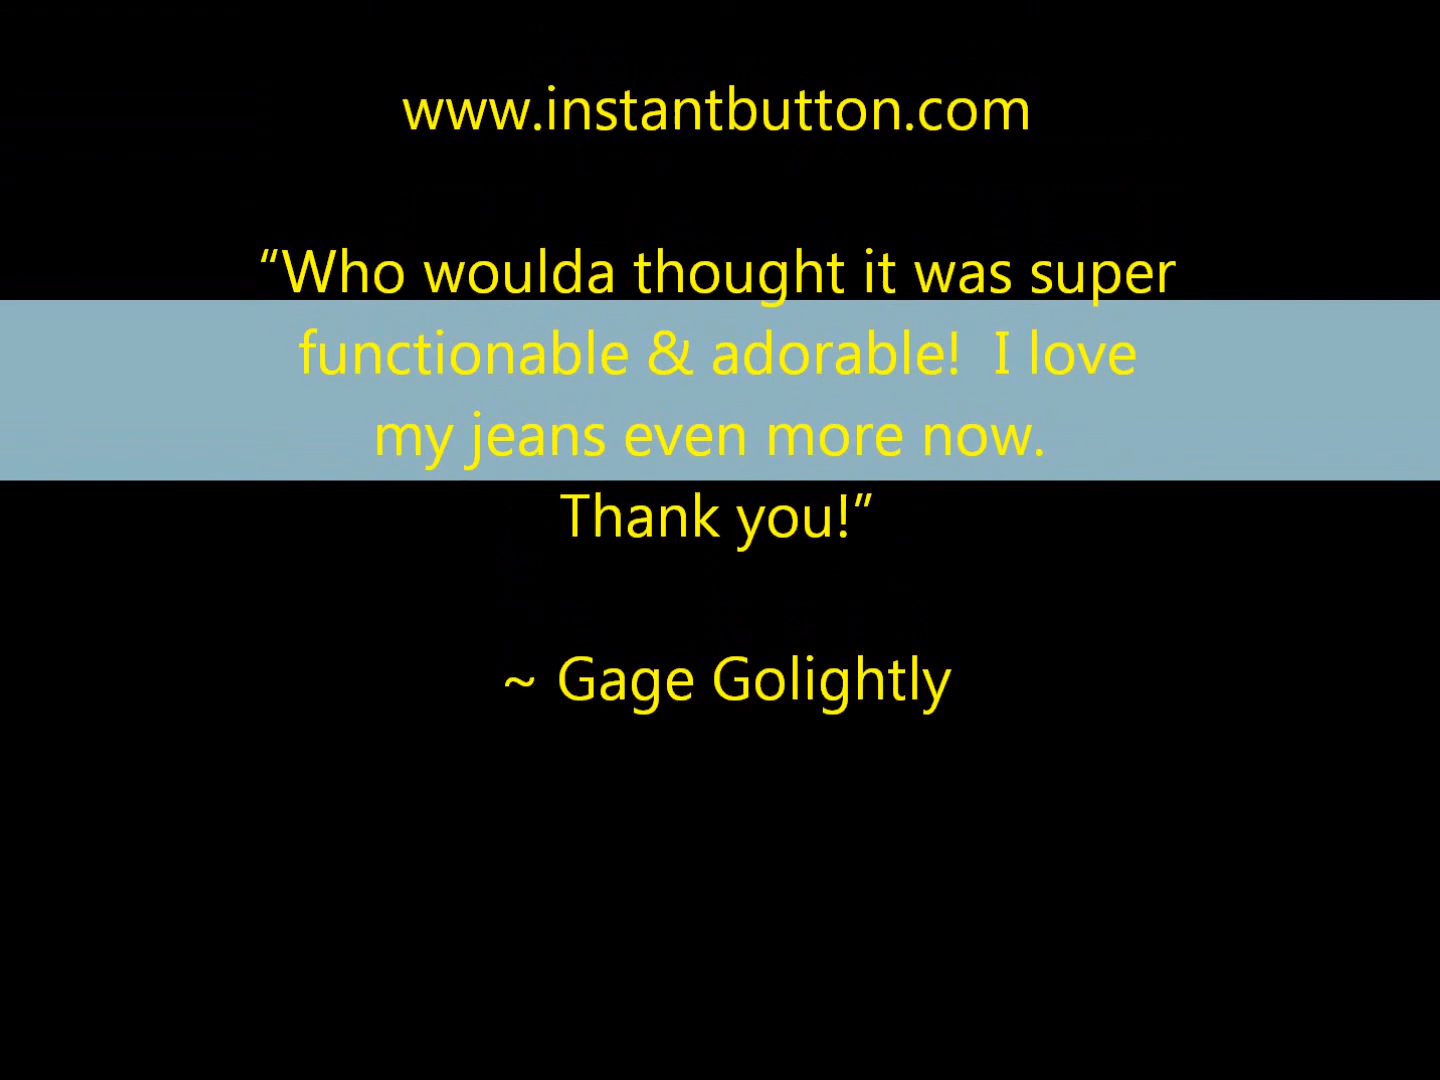 www.instantbutton.com
“Who woulda thought it was super
functionable & adorable!  I love
my jeans even more now.
Thank you!”
~ Gage Golightly